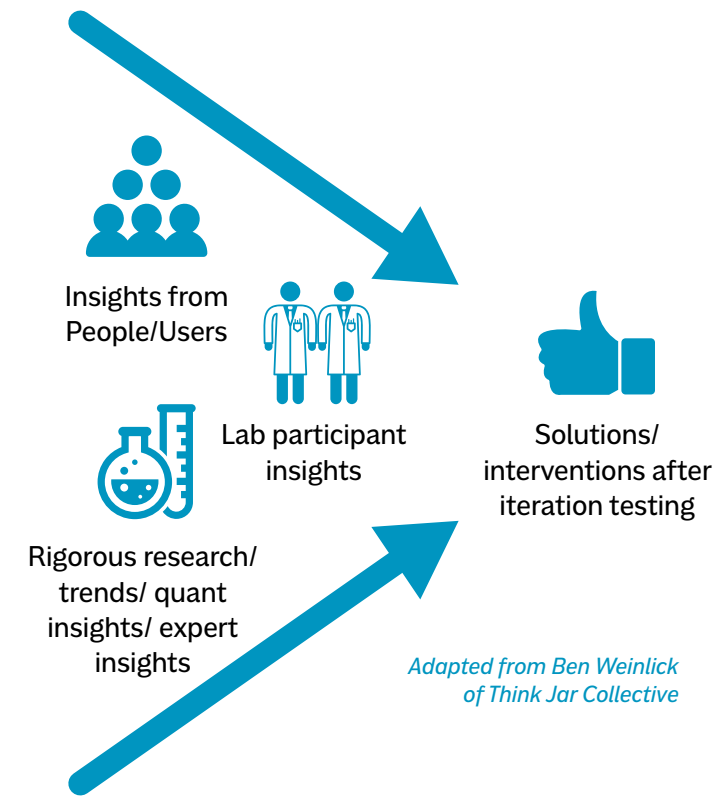 Insights from
People/Users
Lab participant
insights
Solutions/
interventions after
iteration testing
Rigorous research/
trends/ quant
insights/ expert
insights
Adapted from Ben Weinlick
of Think Jar Collective